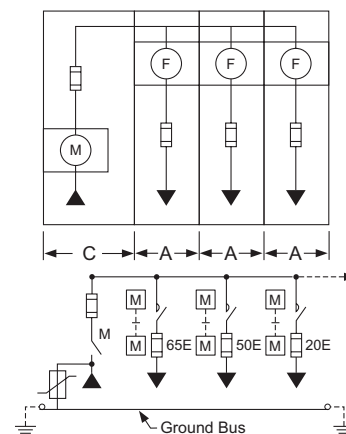 F F F
M
C A A A
M M M
M
M 65E M 50E M 20E
Ground Bus